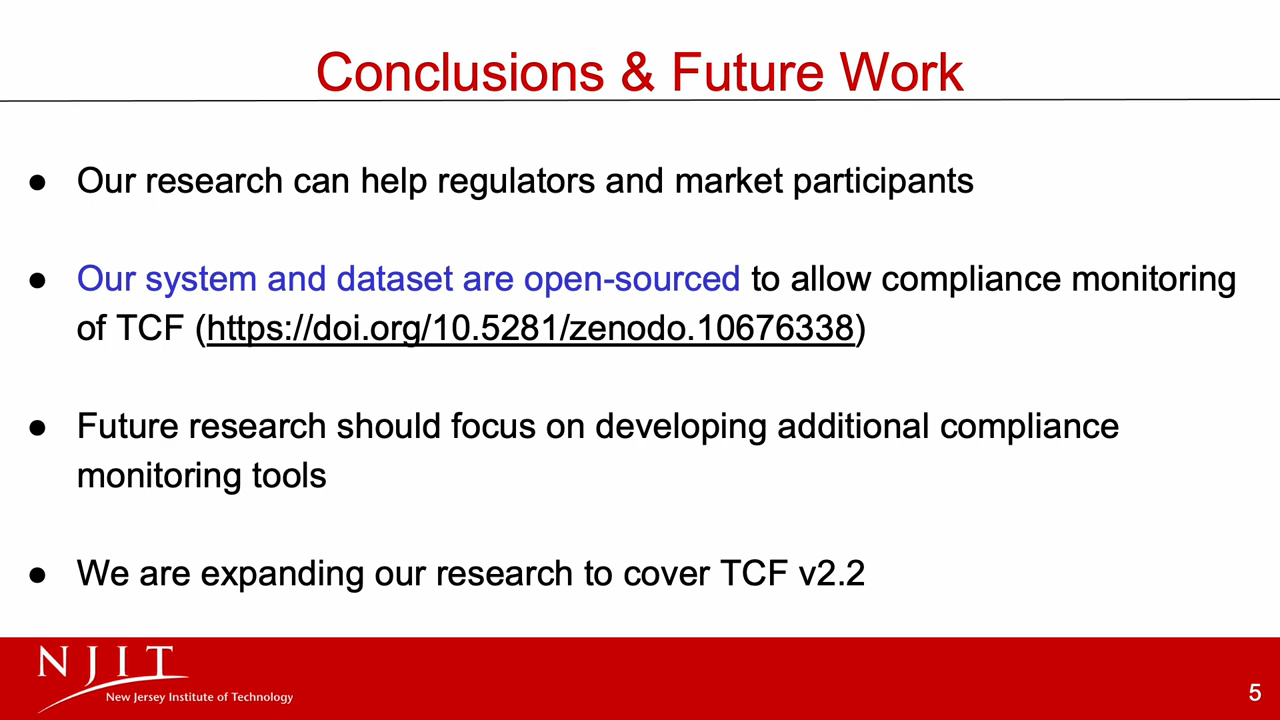 Conclusions & Future Work
● Our research can help regulators and market participants
● Our system and dataset are open-sourced to allow compliance monitoring
of TCF (https://doi.org/10.5281/zenodo.10676338)
● Future research should focus on developing additional compliance
monitoring tools
● We are expanding our research to cover TCF v2.2
NJIT
New Jersey Institute of Technology
5